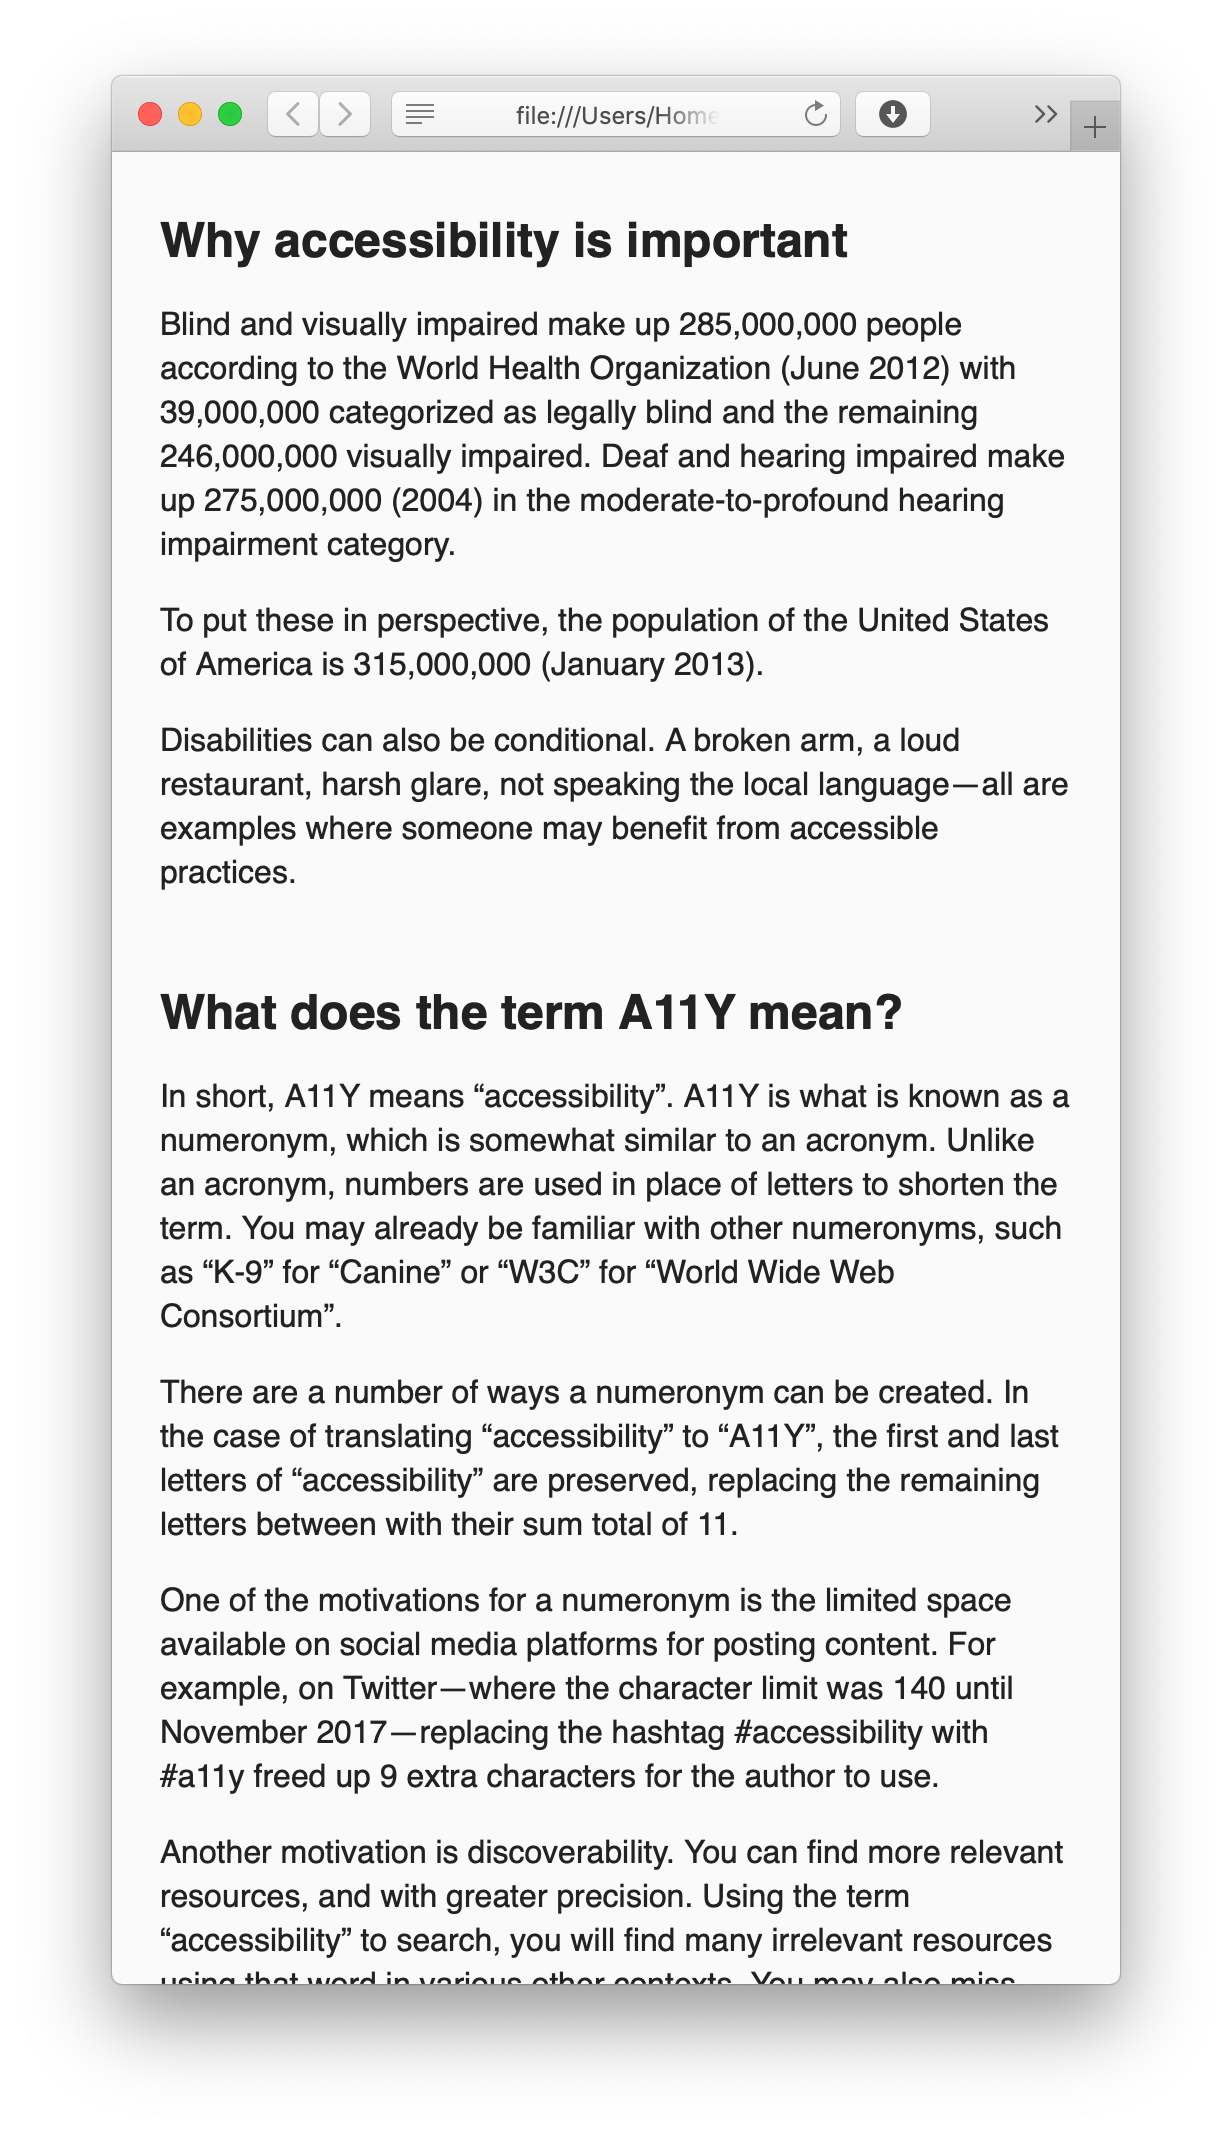 file:///Users/Home
Why accessibility is important
Blind and visually impaired make up 285,000,000 people
according to the World Health Organization (June 2012) with
39,000,000 categorized as legally blind and the remaining
246,000,000 visually impaired. Deaf and hearing impaired make
up 275,000,000 (2004) in the moderate-to-profound hearing
impairment category.
To put these in perspective, the population of the United States
of America is 315,000,000 (January 2013).
Disabilities can also be conditional. A broken arm, a loud
restaurant, harsh glare, not speaking the local language—all are
examples where someone may benefit from accessible
practices.
What does the term A11Y mean?
In short, A11Y means “accessibility”. A11Y is what is known as a
numeronym, which is somewhat similar to an acronym. Unlike
an acronym, numbers are used in place of letters to shorten the
term. You may already be familiar with other numeronyms, such
as “K-9” for “Canine” or “W3C” for “World Wide Web
Consortium”.
There are a number of ways a numeronym can be created. In
the case of translating “accessibility” to “A11Y”, the first and last
letters of “accessibility” are preserved, replacing the remaining
letters between with their sum total of 11.
One of the motivations for a numeronym is the limited space
available on social media platforms for posting content. For
example, on Twitter—where the character limit was 140 until
November 2017—replacing the hashtag #accessibility with
#a11y freed up 9 extra characters for the author to use.
Another motivation is discoverability. You can find more relevant
resources, and with greater precision. Using the term
“accessibility” to search, you will find many irrelevant resources
using that word in various other contexts. You may also miss